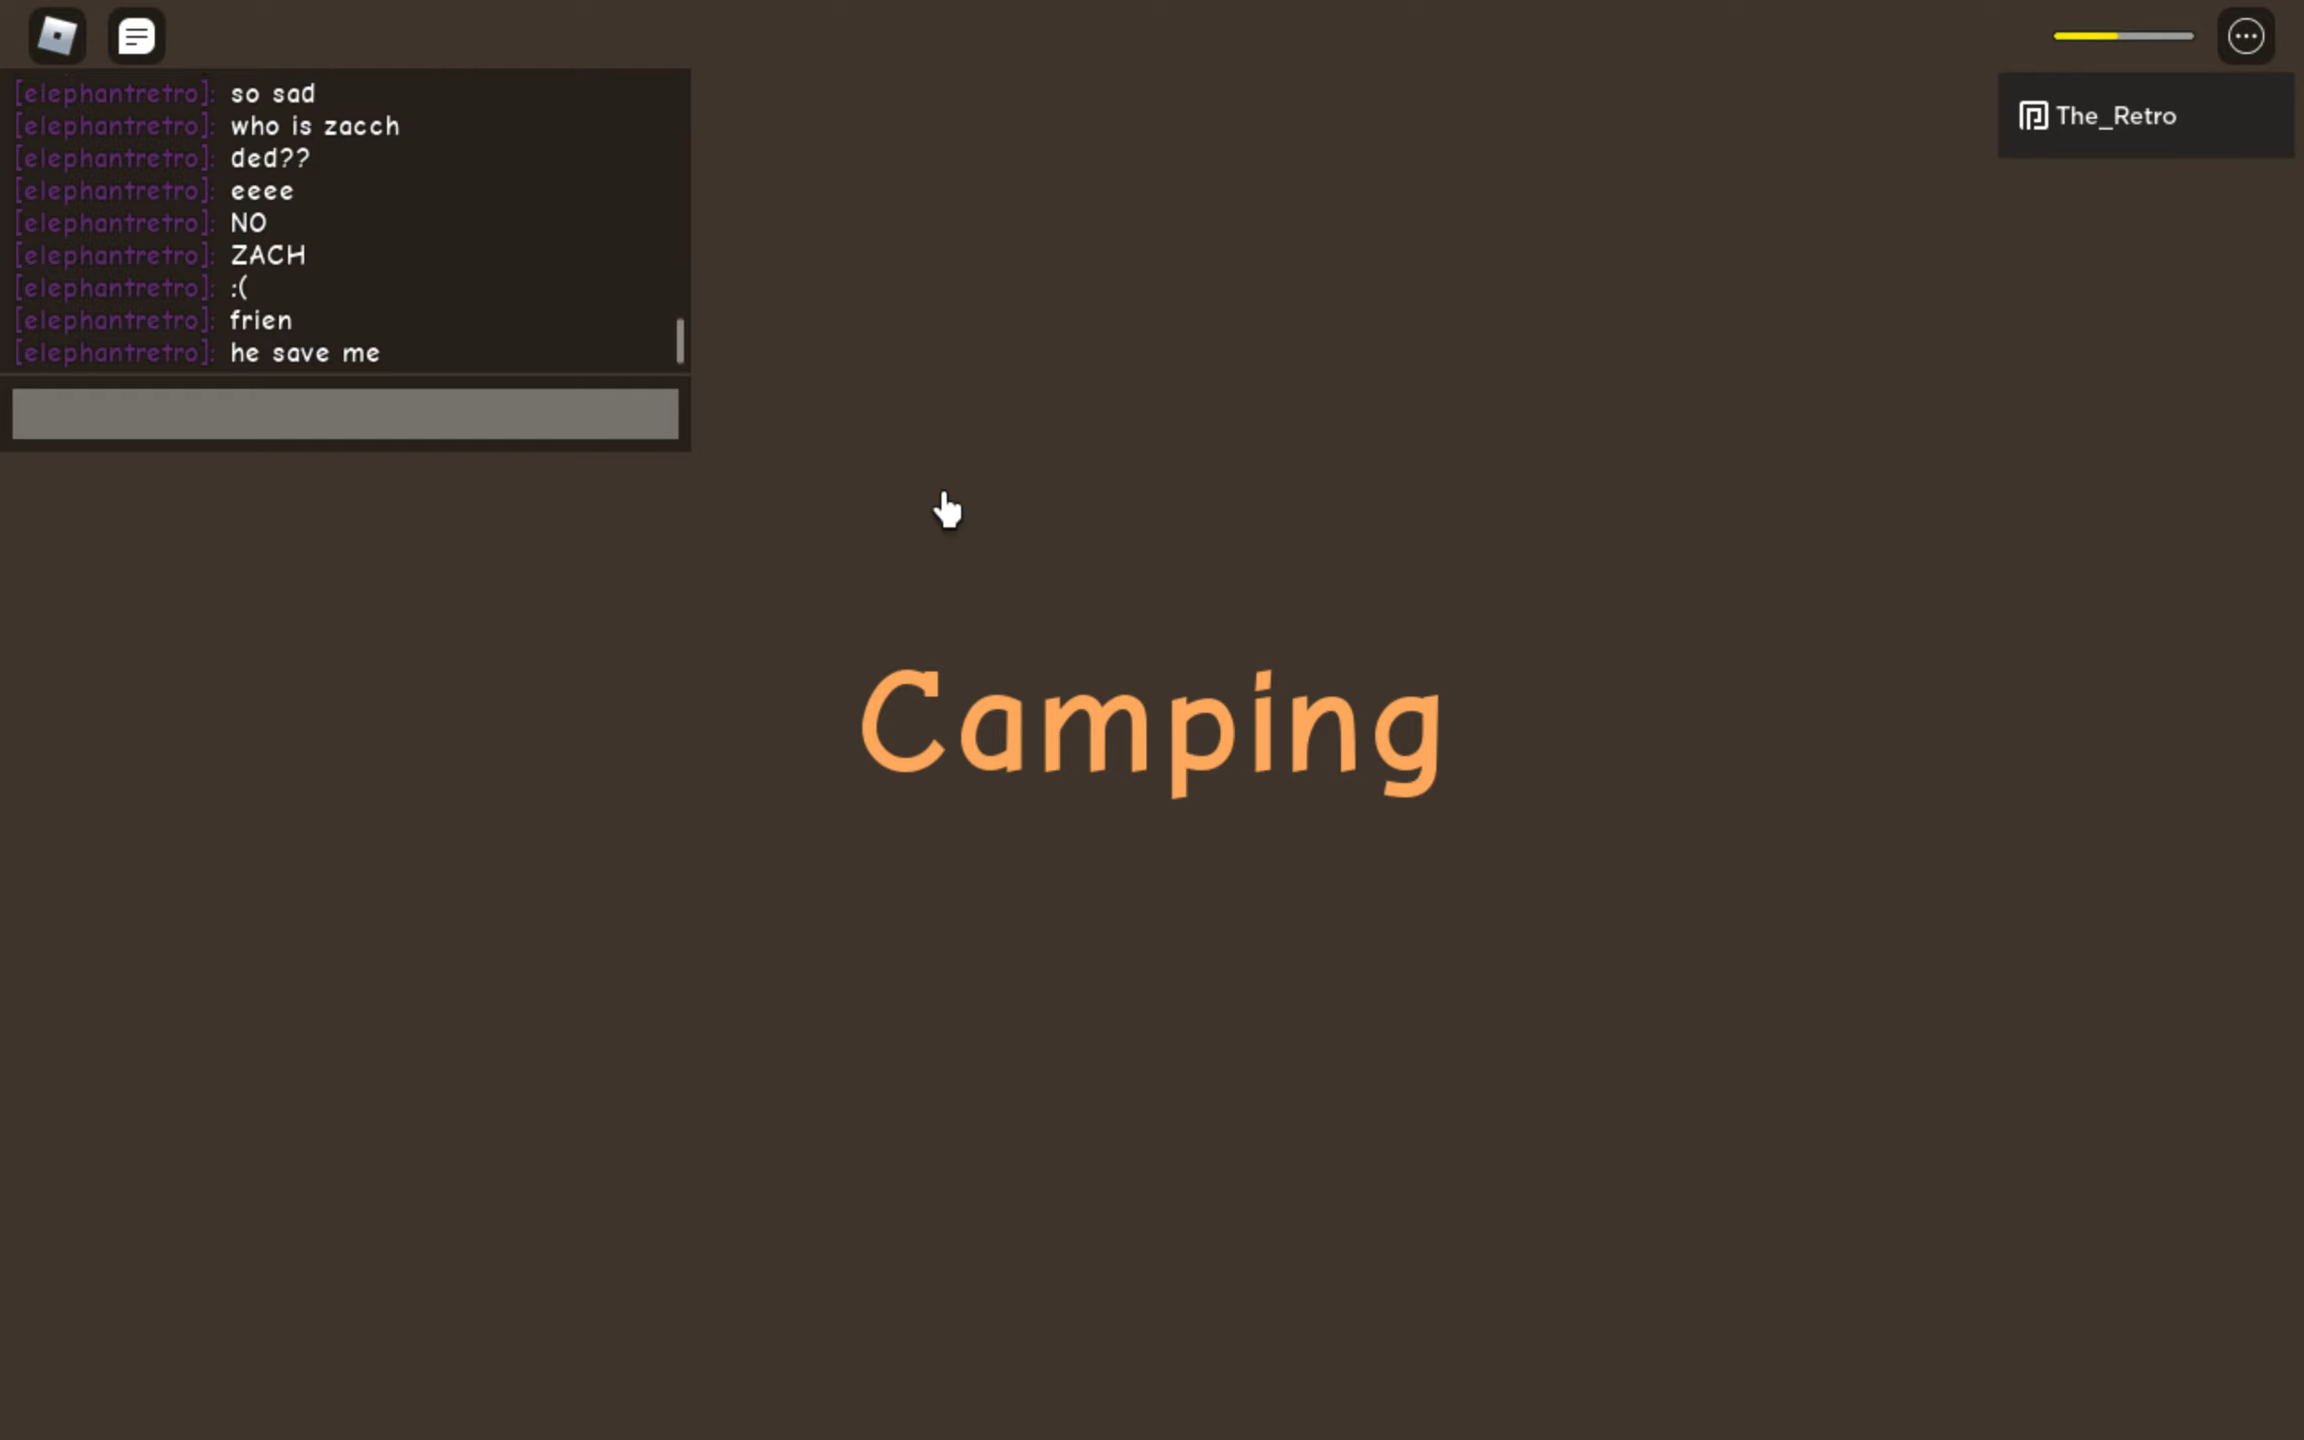 [elephantretro]: so sad
[elephantretro]: who is zacch
[elephantretro]: ded??
[elephantretro]: eeee
[elephantretro]: NO
[elephantretro]: ZACH
[elephantretro]: :(
[elephantretro]: frien
[elephantretro]: he save me
The_Retro
Camping